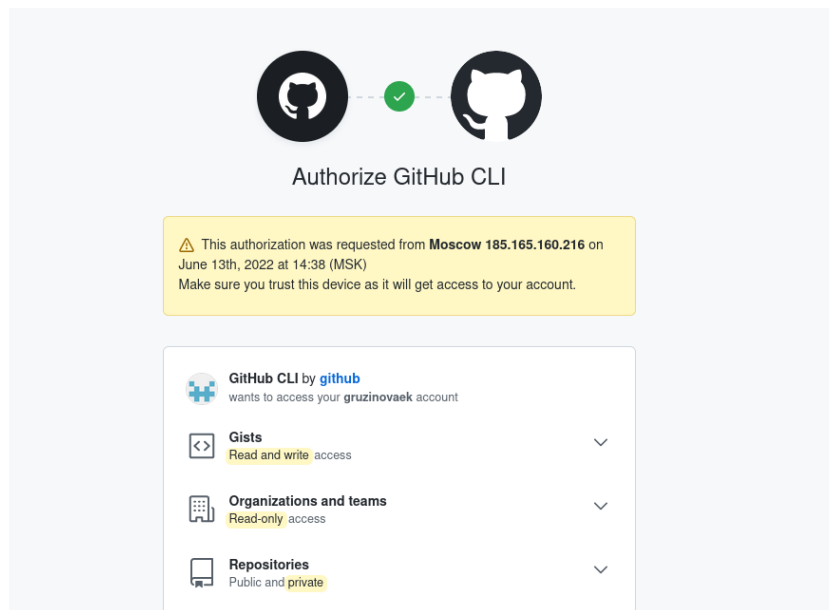 Authorize GitHub CLI
This authorization was requested from Moscow 185.165.160.216 on
June 13th, 2022 at 14:38 (MSK)
Make sure you trust this device as it will get access to your account.
GitHub CLI by github
wants to access your gruzinovaek account
Gists
Read and write access
Organizations and teams
Read-only access
Repositories
Public and private